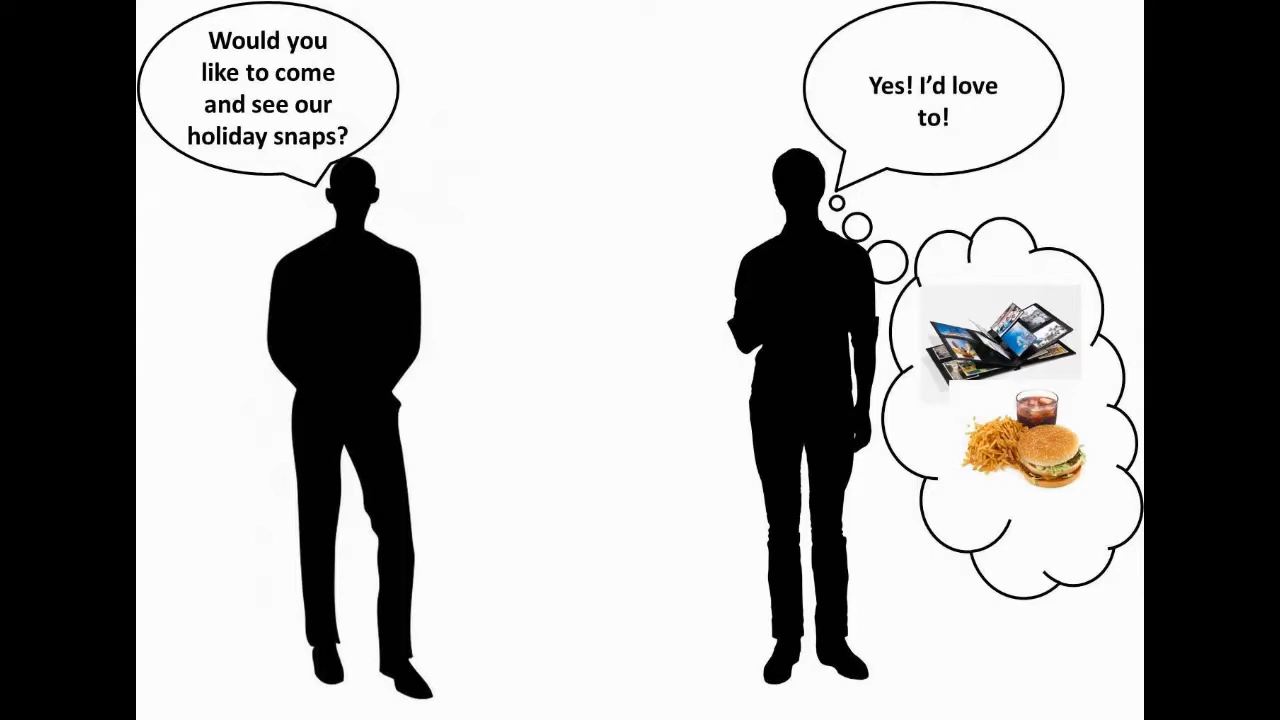 Would you
like to come
and see our
holiday snaps?
Yes! I’d love
to!